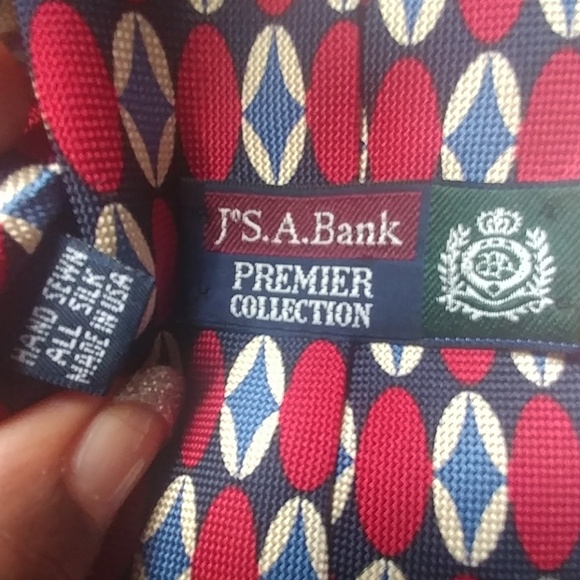 JoS.A.Bank
PREMIER
COLLECTION
HAND SEWN
ALL SILK
MADE IN USA